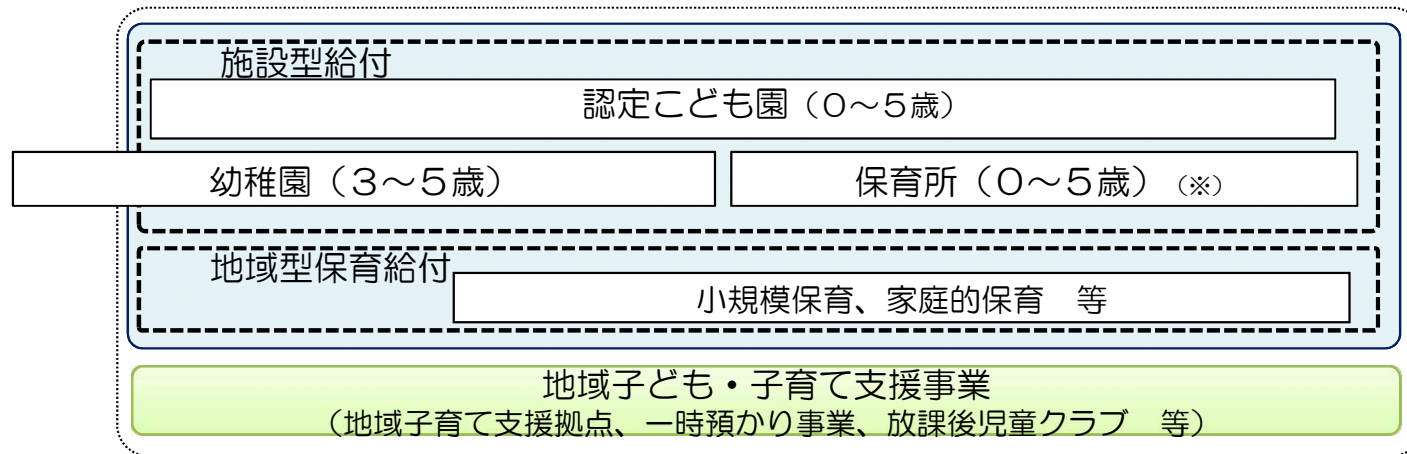 施設型給付
認定こども園（０～５歳）
幼稚園（３～５歳）
保育所（０～５歳）（※）
地域型保育給付
小規模保育、家庭的保育　等
地域子ども・子育て支援事業
（地域子育て支援拠点、一時預かり事業、放課後児童クラブ　等）